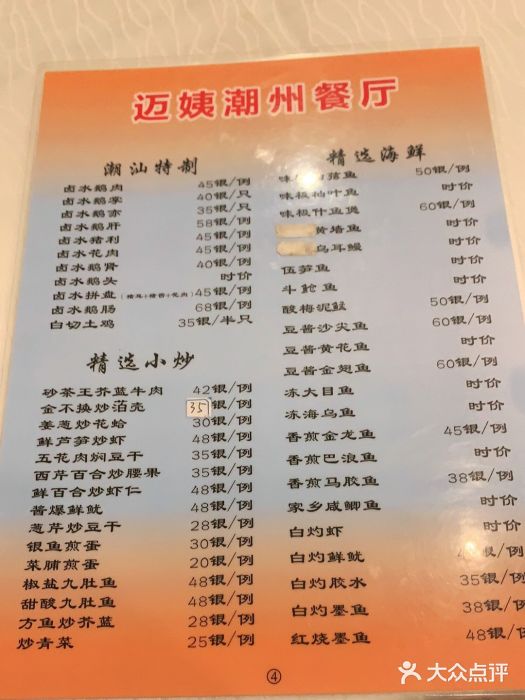 迈姨潮州餐厅
潮汕特制
卤水鹅肉 45银/例
卤水鹅掌 40银/只
卤水鹅赤 35银/只
卤水鹅肝 58银/例
卤水猪利 45银/例
卤水花肉 45银/例
卤水鹅肾 40银/例
卤水鹅头 时价
卤水拼盘 45银/例
卤水鹅肠 68银/例
白切土鸡 35银/半只
精选小炒
砂茶王芥蓝牛肉 42银/例
金不换炒萡壳 35银/例
姜葱炒花蛤 30银/例
鲜芦笋炒虾 48银/例
五花肉焖豆干 35银/例
西芹百合炒腰果 35银/例
鲜百合炒虾仁 48银/例
酱爆鲜鱿 48银/例
葱芹炒豆干 28银/例
银鱼煎蛋 30银/例
菜脯煎蛋 20银/例
椒盐九肚鱼 48银/例
甜酸九肚鱼 48银/例
方鱼炒芥蓝 28银/例
炒青菜 25银/例
精选海鲜
鱼 50银/例
味极柚叶鱼 时价
味极什鱼煲 60银/例
黄墙鱼 时价
乌耳鳗 时价
伍笋鱼 时价
斗鮀鱼 时价
酸梅泥鯭 50银/例
豆酱沙尖鱼 60银/例
豆酱黄花鱼 时价
豆酱金翅鱼 60银/例
冻大目鱼 时价
冻海乌鱼 时价
香煎金龙鱼 45银/例
香煎巴浪鱼 时价
香煎马胶鱼 38银/例
家乡咸鲫鱼 时价
白灼虾 时价
白灼鲜鱿 银/例
白灼胶水 35银/例
白灼墨鱼 38银/例
红烧墨鱼 48银/例
④
大众点评